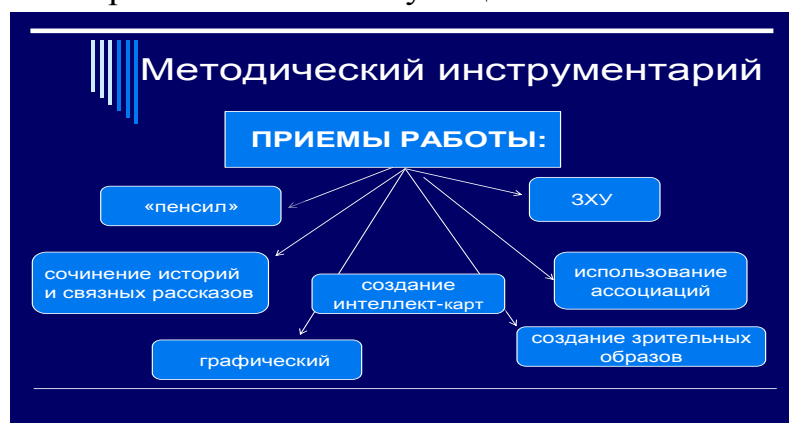 Методический инструментарий
ПРИЕМЫ РАБОТЫ:
«пенсил»
ЗХУ
сочинение историй
и связных рассказов
создание
интеллект-карт
использование
ассоциаций
графический
создание зрительных
образов